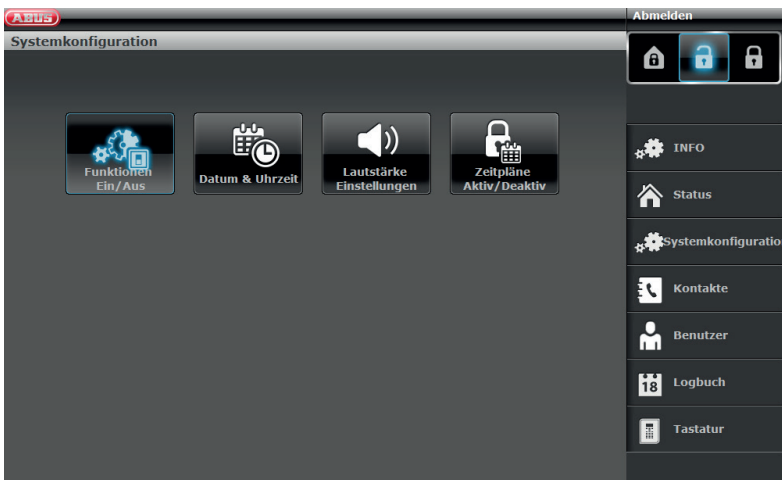 ABUS
Abmelden
Systemkonfiguration
Funktionen
Ein/Aus
Datum & Uhrzeit
Lautstärke
Einstellungen
Zeitpläne
Aktiv/Deaktiv
INFO
Status
Systemkonfiguratio
Kontakte
Benutzer
18
Logbuch
Tastatur